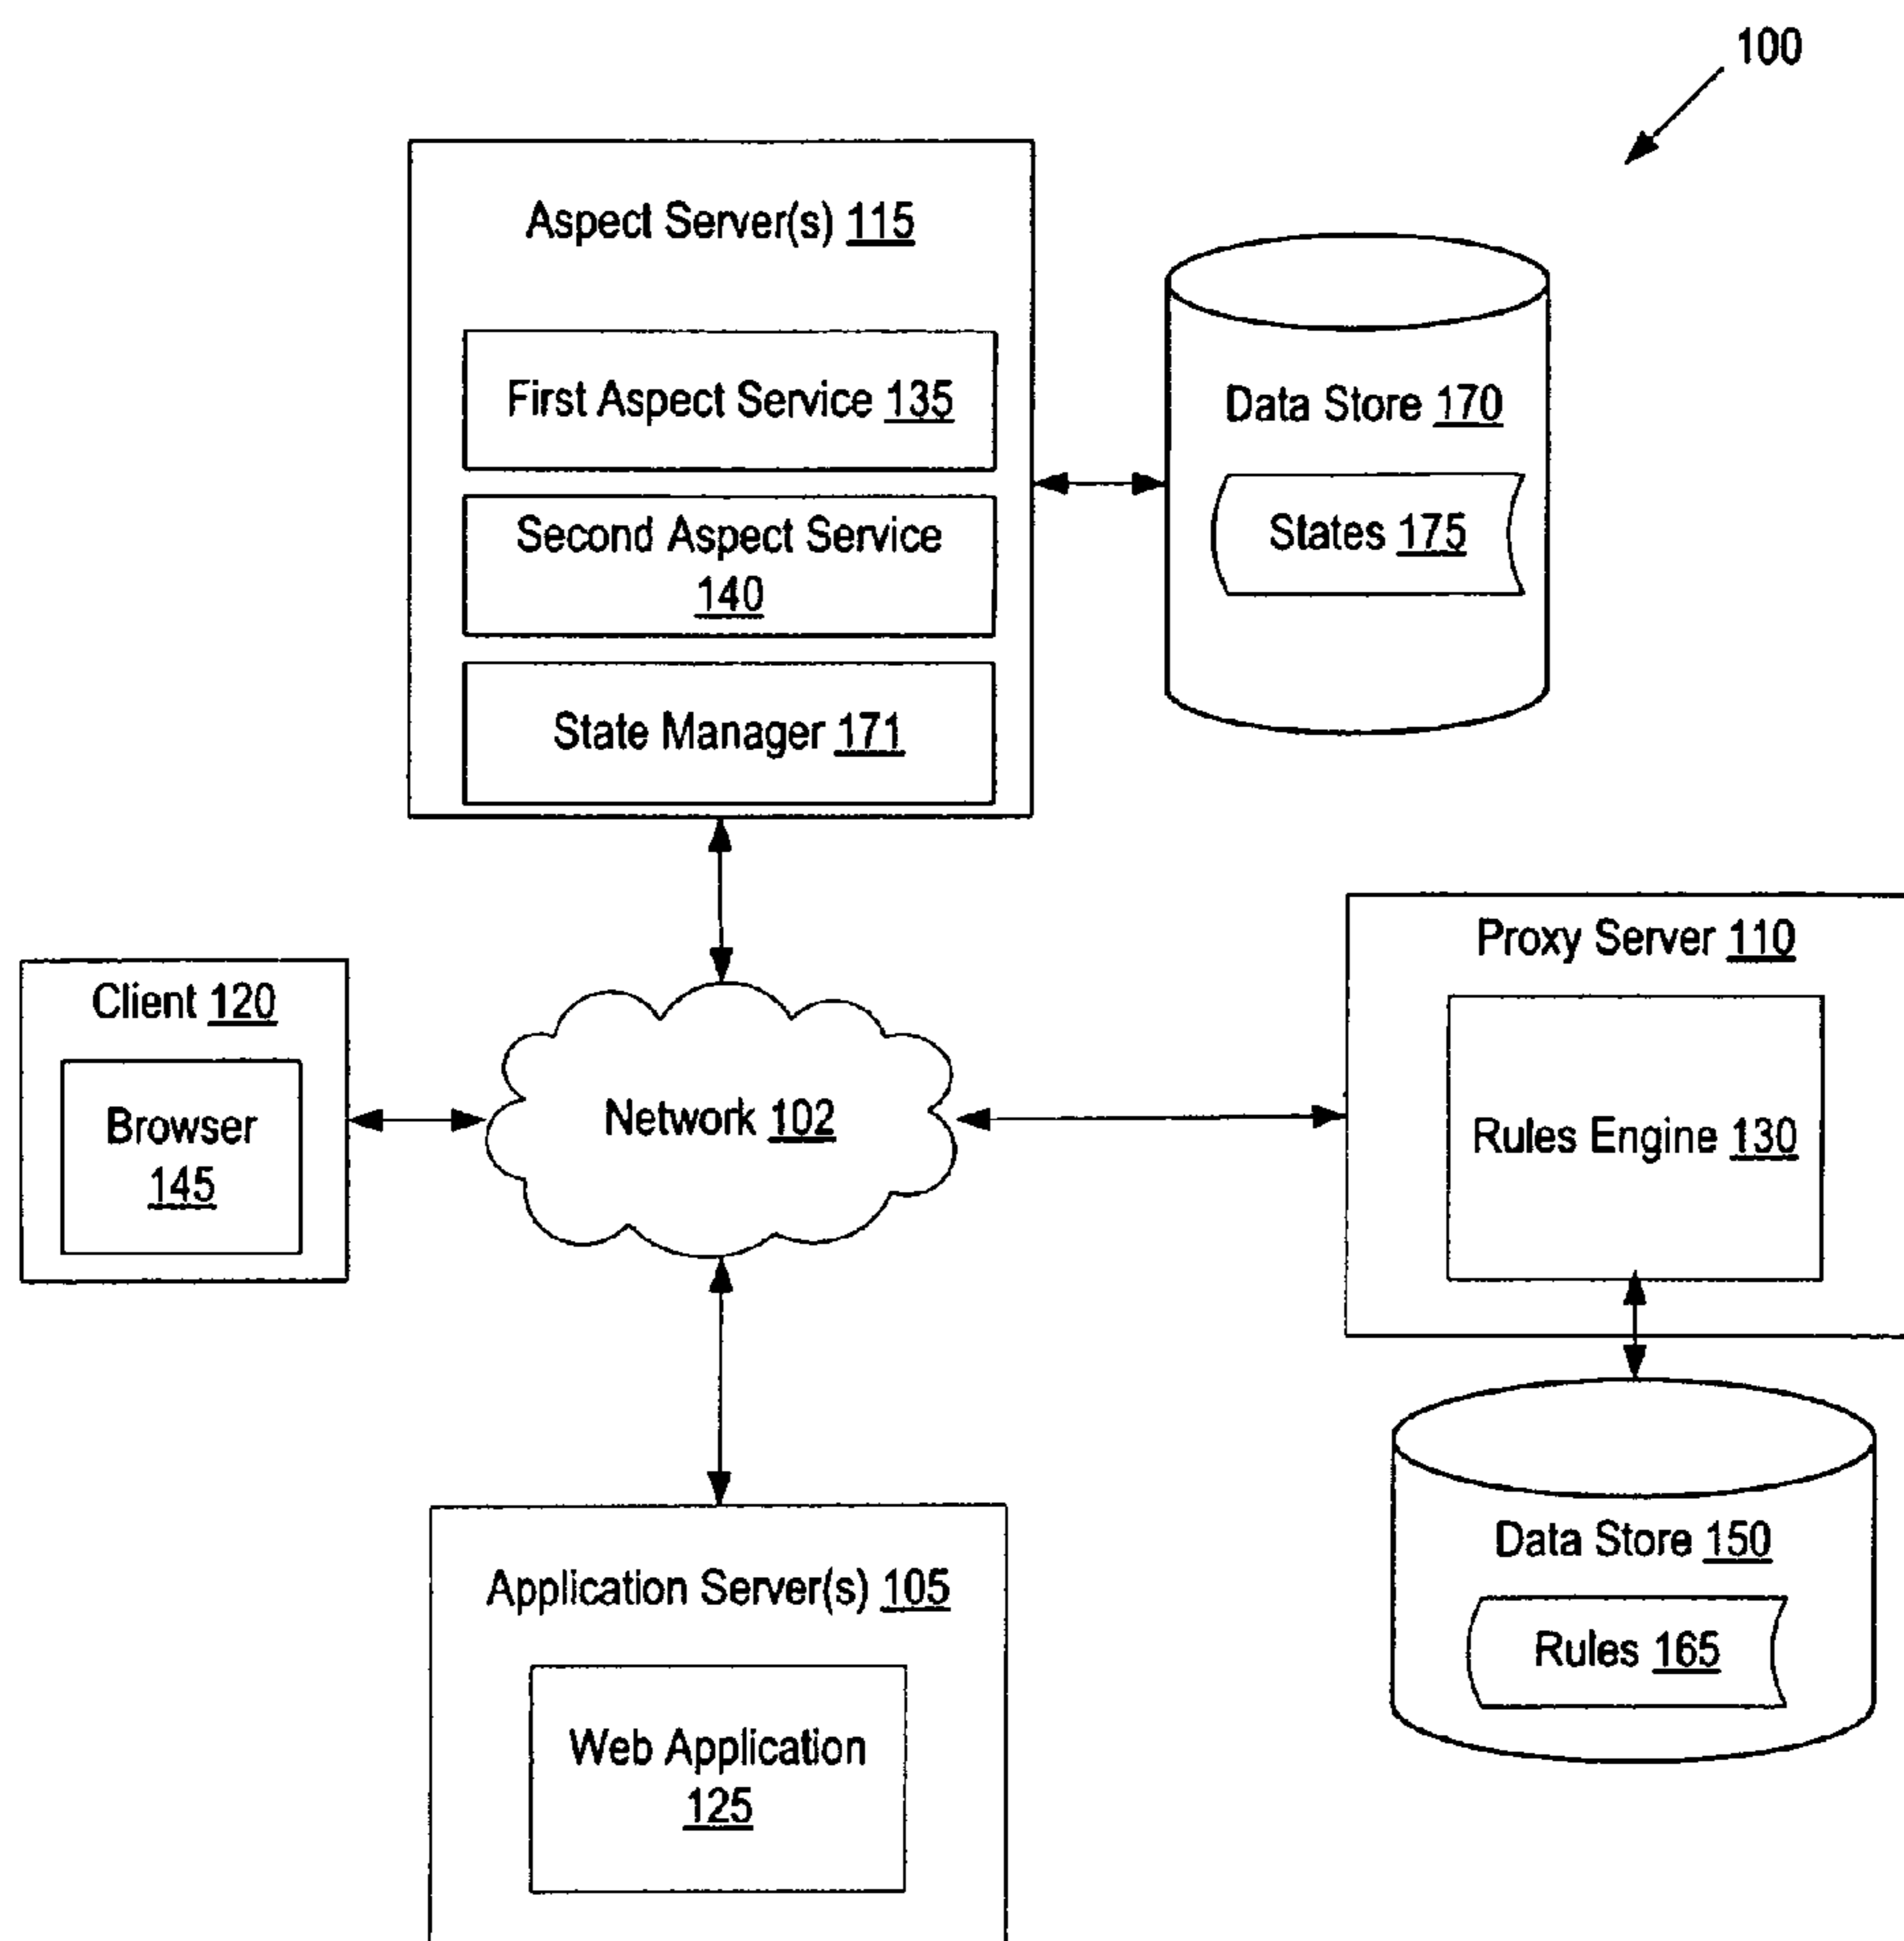 100
Aspect Server(s) 115
First Aspect Service 135
Second Aspect Service
140
State Manager 171
Data Store 170
States 175
Client 120
Browser
145
Network 102
Proxy Server 110
Rules Engine 130
Application Server(s) 105
Web Application
125
Data Store 150
Rules 165